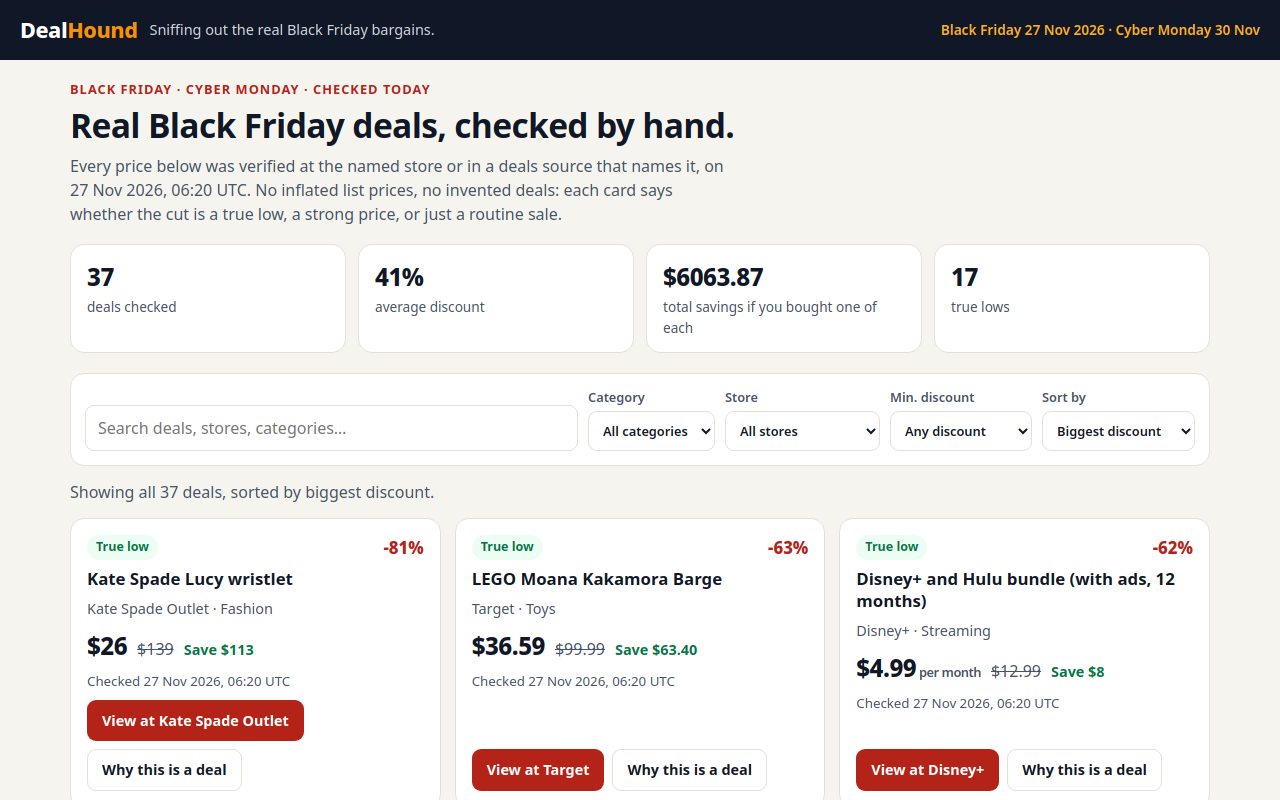 DealHound Sniffing out the real Black Friday bargains. Black Friday 27 Nov 2026 · Cyber Monday 30 Nov
BLACK FRIDAY · CYBER MONDAY · CHECKED TODAY
Real Black Friday deals, checked by hand.
Every price below was verified at the named store or in a deals source that names it, on
27 Nov 2026, 06:20 UTC. No inflated list prices, no invented deals: each card says
whether the cut is a true low, a strong price, or just a routine sale.
37
deals checked
41%
average discount
$6063.87
total savings if you bought one of
each
17
true lows
Search deals, stores, categories...
Category
All categories
Store
All stores
Min. discount
Any discount
Sort by
Biggest discount
Showing all 37 deals, sorted by biggest discount.
True low -81%
Kate Spade Lucy wristlet
Kate Spade Outlet · Fashion
$26 $139 Save $113
Checked 27 Nov 2026, 06:20 UTC
View at Kate Spade Outlet
Why this is a deal
True low -63%
LEGO Moana Kakamora Barge
Target · Toys
$36.59 $99.99 Save $63.40
Checked 27 Nov 2026, 06:20 UTC
View at Target Why this is a deal
True low -62%
Disney+ and Hulu bundle (with ads, 12
months)
Disney+ · Streaming
$4.99 per month $12.99 Save $8
Checked 27 Nov 2026, 06:20 UTC
View at Disney+ Why this is a deal